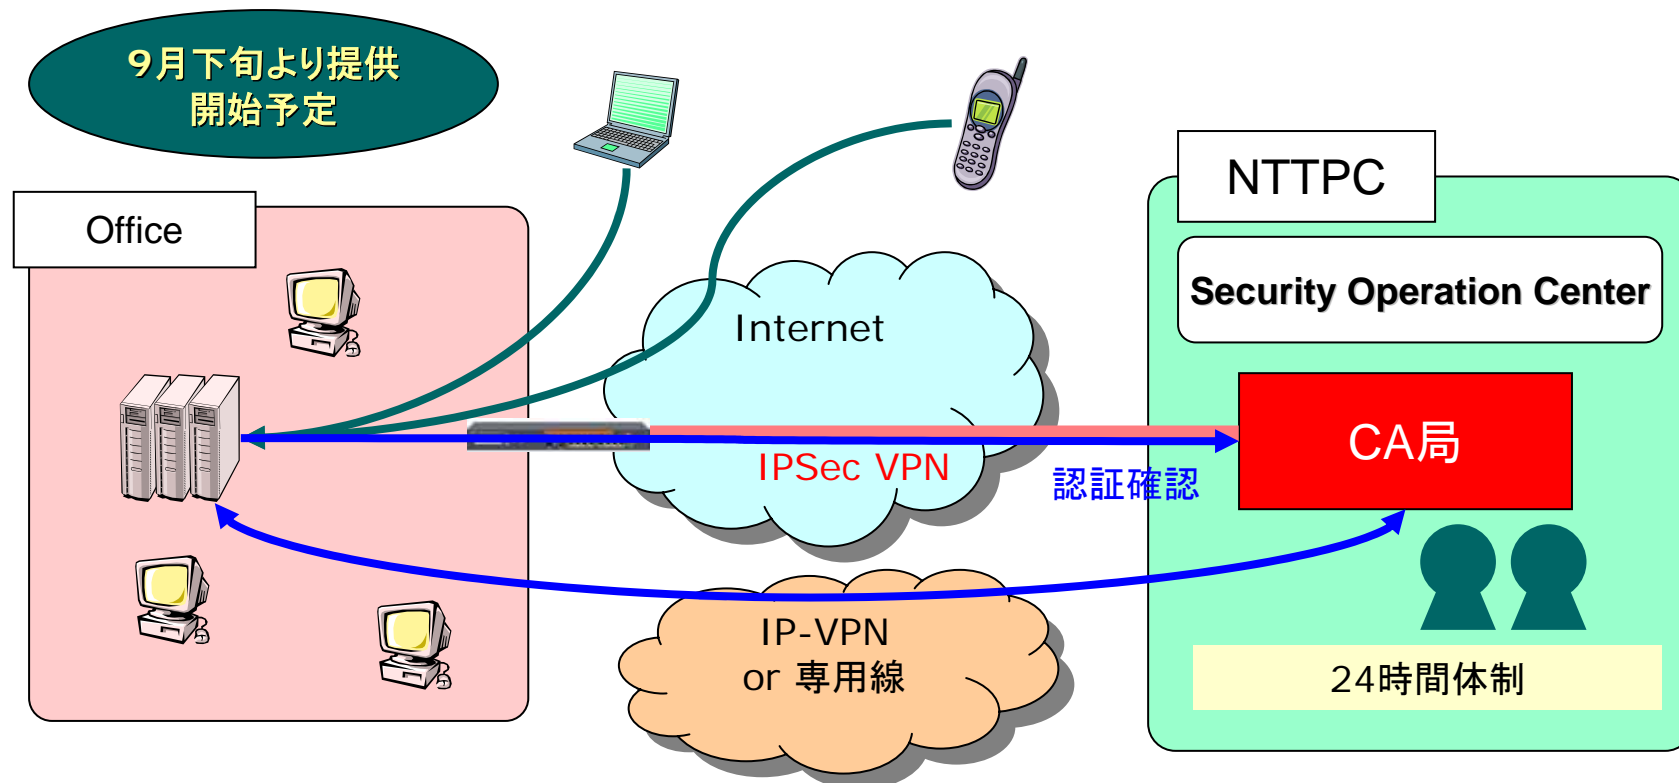 9月下旬より提供
開始予定
Office
NTTPC
Security Operation Center
Internet
IPSec VPN
認証確認
CA局
IP-VPN
or 専用線
24時間体制